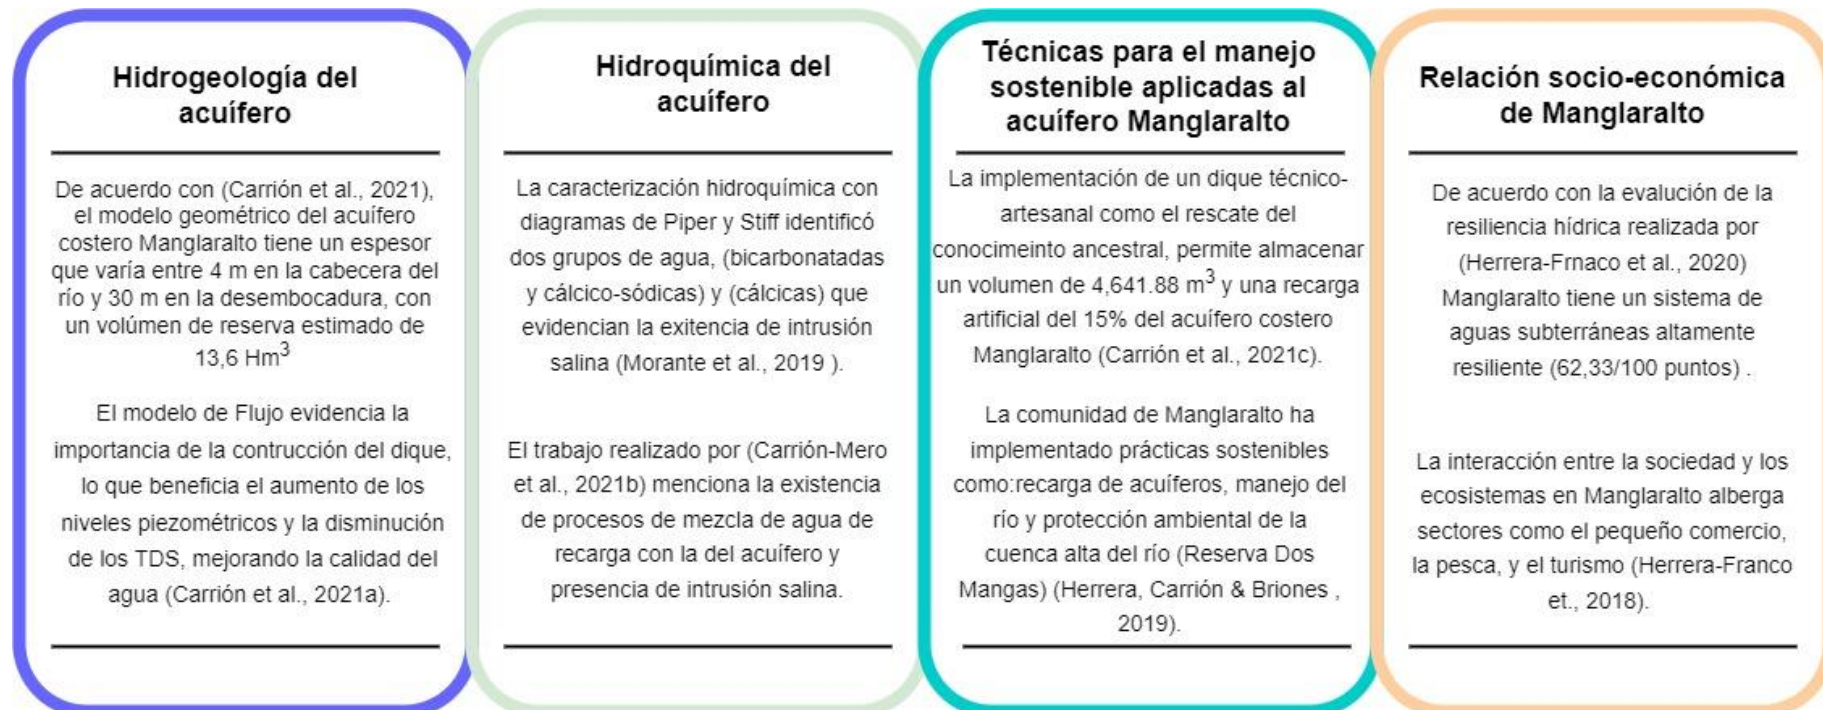 Hidrogeología del
acuífero
De acuerdo con (Carrión et al., 2021),
el modelo geométrico del acuífero
costero Manglaralto tiene un espesor
que varía entre 4 m en la cabecera del
río y 30 m en la desembocadura, con
un volúmen de reserva estimado de
13,6 Hm³
El modelo de Flujo evidencia la
importancia de la contrucción del dique,
lo que beneficia el aumento de los
niveles piezométricos y la disminución
de los TDS, mejorando la calidad del
agua (Carrión et al., 2021a).
Hidroquímica del
acuífero
La caracterización hidroquímica con
diagramas de Piper y Stiff identificó
dos grupos de agua, (bicarbonatadas
y cálcico-sódicas) y (cálcicas) que
evidencian la exitencia de intrusión
salina (Morante et al., 2019 ).
El trabajo realizado por (Carrión-Mero
et al., 2021b) menciona la existencia
de procesos de mezcla de agua de
recarga con la del acuífero y
presencia de intrusión salina.
Técnicas para el manejo
sostenible aplicadas al
acuífero Manglaralto
La implementación de un dique técnico-
artesanal como el rescate del
conocimeinto ancestral, permite almacenar
un volumen de 4,641.88 m³ y una recarga
artificial del 15% del acuífero costero
Manglaralto (Carrión et al., 2021c).
La comunidad de Manglaralto ha
implementado prácticas sostenibles
como:recarga de acuíferos, manejo del
río y protección ambiental de la
cuenca alta del río (Reserva Dos
Mangas) (Herrera, Carrión & Briones ,
2019).
Relación socio-económica
de Manglaralto
De acuerdo con la evalución de la
resiliencia hídrica realizada por
(Herrera-Frnaco et al., 2020)
Manglaralto tiene un sistema de
aguas subterráneas altamente
resiliente (62,33/100 puntos) .
La interacción entre la sociedad y los
ecosistemas en Manglaralto alberga
sectores como el pequeño comercio,
la pesca, y el turismo (Herrera-Franco
et., 2018).